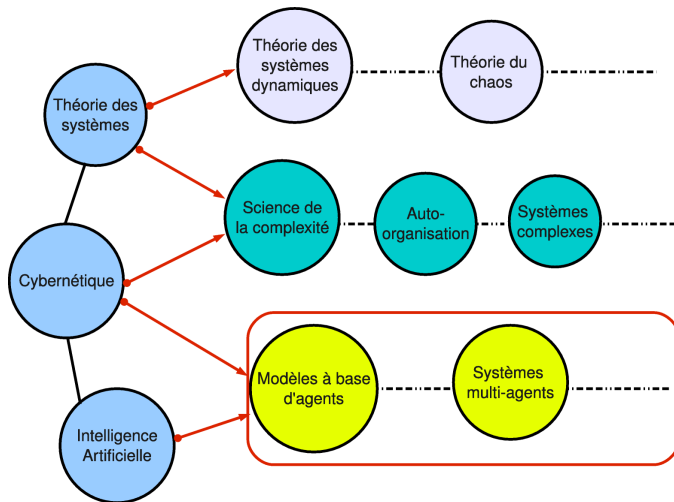 Théorie des
systèmes
dynamiques
Théorie du
chaos
Théorie des
systèmes
Science de
la complexité
Auto-
organisation
Systèmes
complexes
Cybernétique
Modèles à base
d'agents
Systèmes
multi-agents
Intelligence
Artificielle